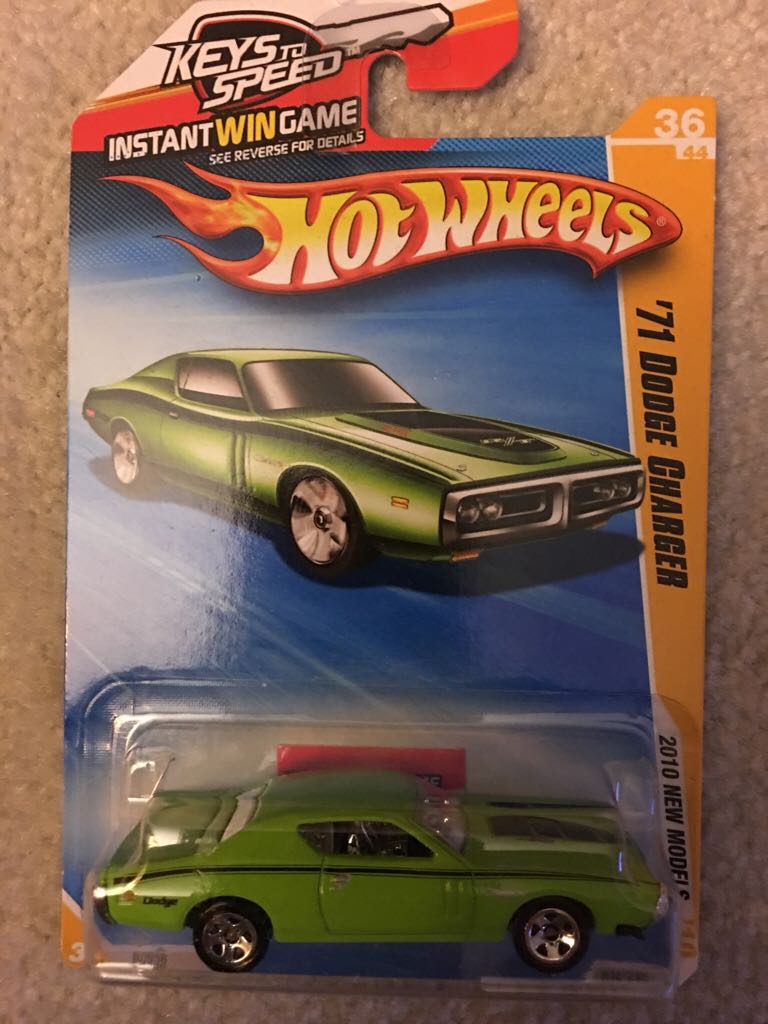 KEYS TO
SPEED™
INSTANT WIN GAME
SEE REVERSE FOR DETAILS
36
44
HOT WHEELS®
'71 DODGE CHARGER
2010 NEW MODELS
Dodge